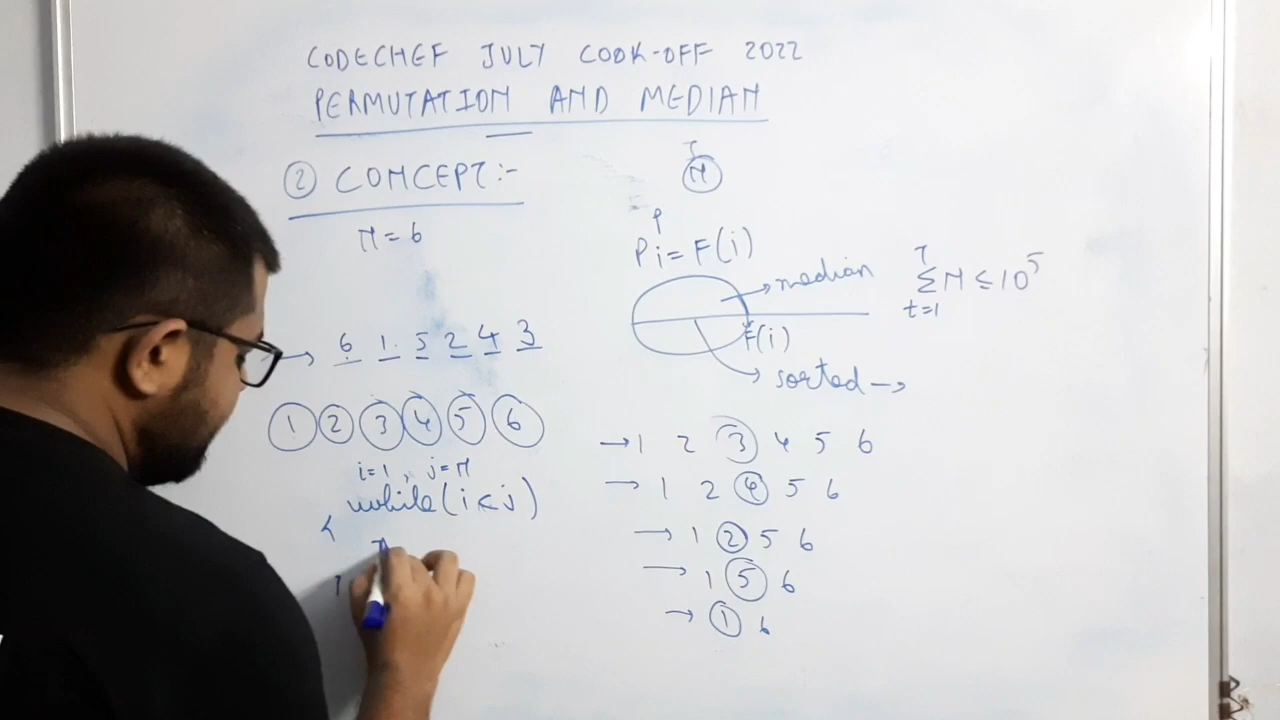 CODECHEF JULY COOK-OFF 2022
PERMUTATION AND MEDIAN
② CONCEPT:-
N
N=6
P
Pi=F(i)
→median
T
Σ N ≤ 10^5
t=1
F(i)
→ sorted →
→ 6 1 5 2 4 3
1 2 3 4 5 6
i=1, j=N
while(i<j)
{
}
→1 2 3 4 5 6
→ 1 2 4 5 6
→ 1 2 5 6
→ 1 5 6
→ 1 6